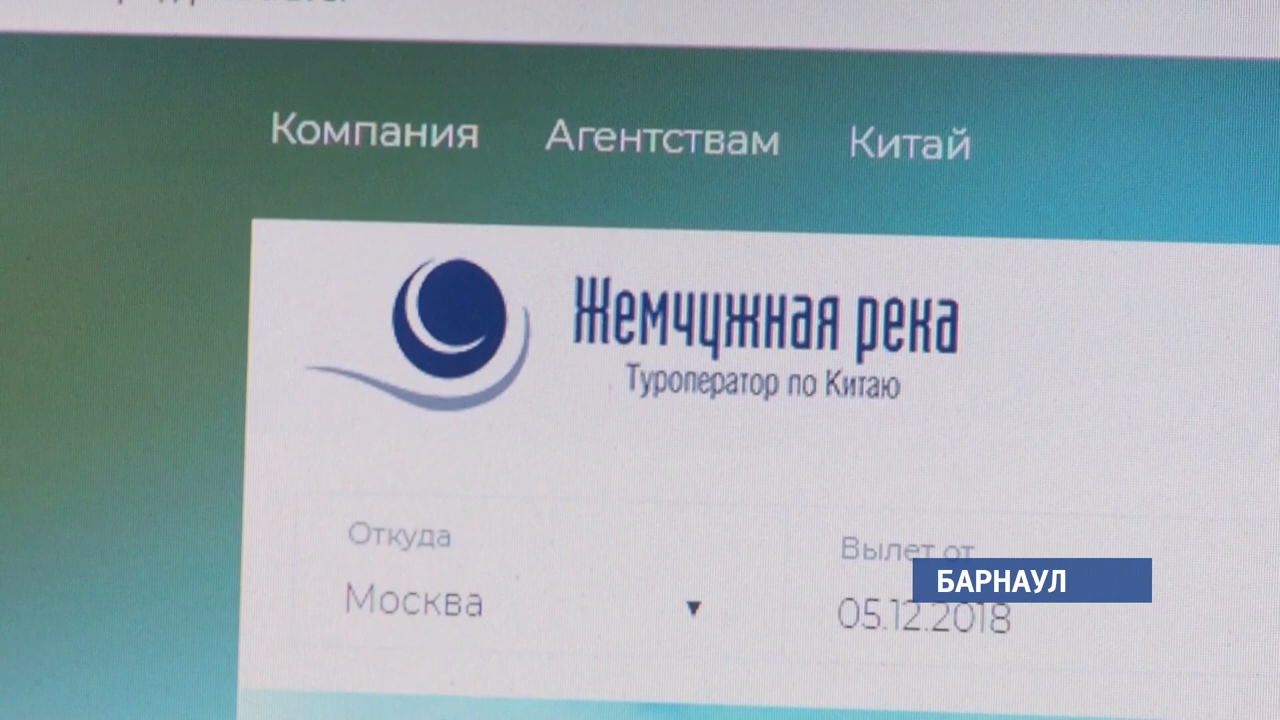 Компания Агентствам Китай
Жемчужная река
Туроператор по Китаю
Откуда
Вылет от
БАРНАУЛ
Москва
05.12.2018